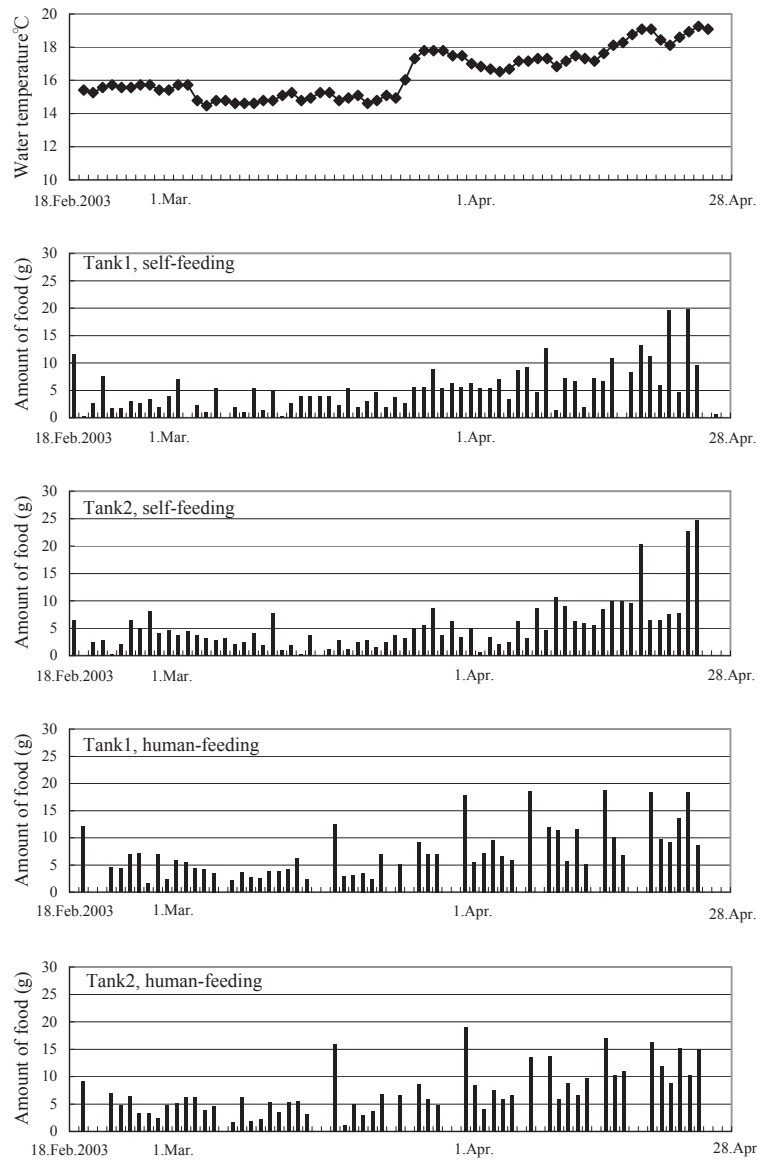 Water temperature℃
20
18
16
14
12
10
18.Feb.2003 1.Mar. 1.Apr. 28.Apr.
Amount of food (g)
Tank1, self-feeding
30
25
20
15
10
5
0
18.Feb.2003 1.Mar. 1.Apr. 28.Apr.
Amount of food (g)
Tank2, self-feeding
30
25
20
15
10
5
0
18.Feb.2003 1.Mar. 1.Apr. 28.Apr.
Amount of food (g)
Tank1, human-feeding
30
25
20
15
10
5
0
18.Feb.2003 1.Mar. 1.Apr. 28.Apr.
Amount of food (g)
Tank2, human-feeding
30
25
20
15
10
5
0
18.Feb.2003 1.Mar. 1.Apr. 28.Apr